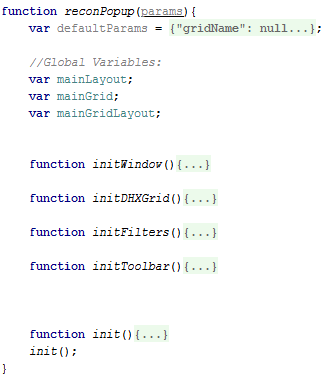 function reconPopup(params){
    var defaultParams = {"gridName": null...};
    //Global Variables:
    var mainLayout;
    var mainGrid;
    var mainGridLayout;
    function initWindow(){...}
    function initDHXGrid(){...}
    function initFilters(){...}
    function initToolbar(){...}
    function init(){...}
    init();
}